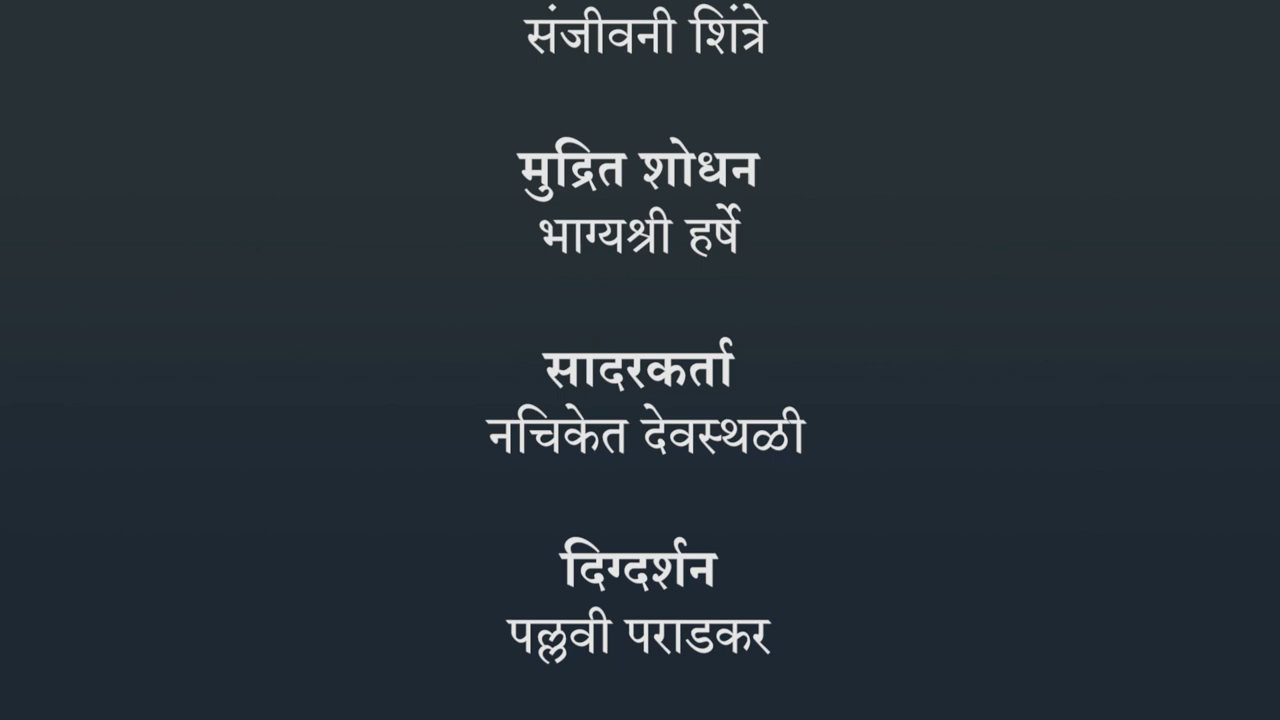 संजीवनी शिंत्रे
मुद्रित शोधन
भाग्यश्री हर्षे
सादरकर्ता
नचिकेत देवस्थळी
दिग्दर्शन
पल्लवी पराडकर